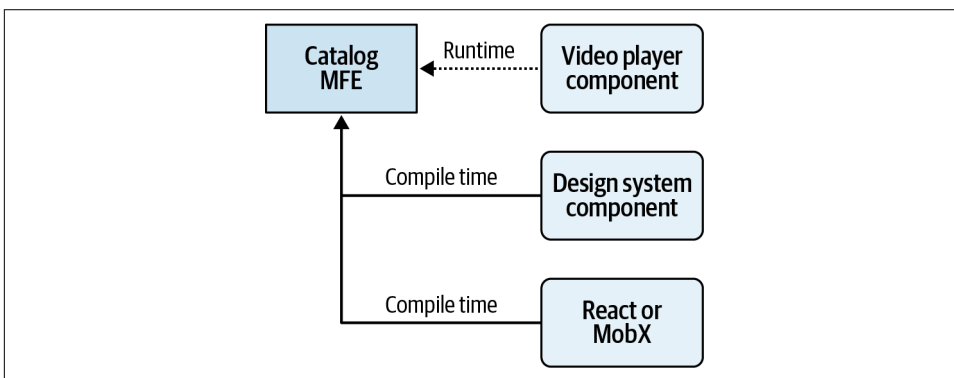 Catalog
MFE
Runtime
Video player
component
Compile time
Design system
component
Compile time
React or
MobX